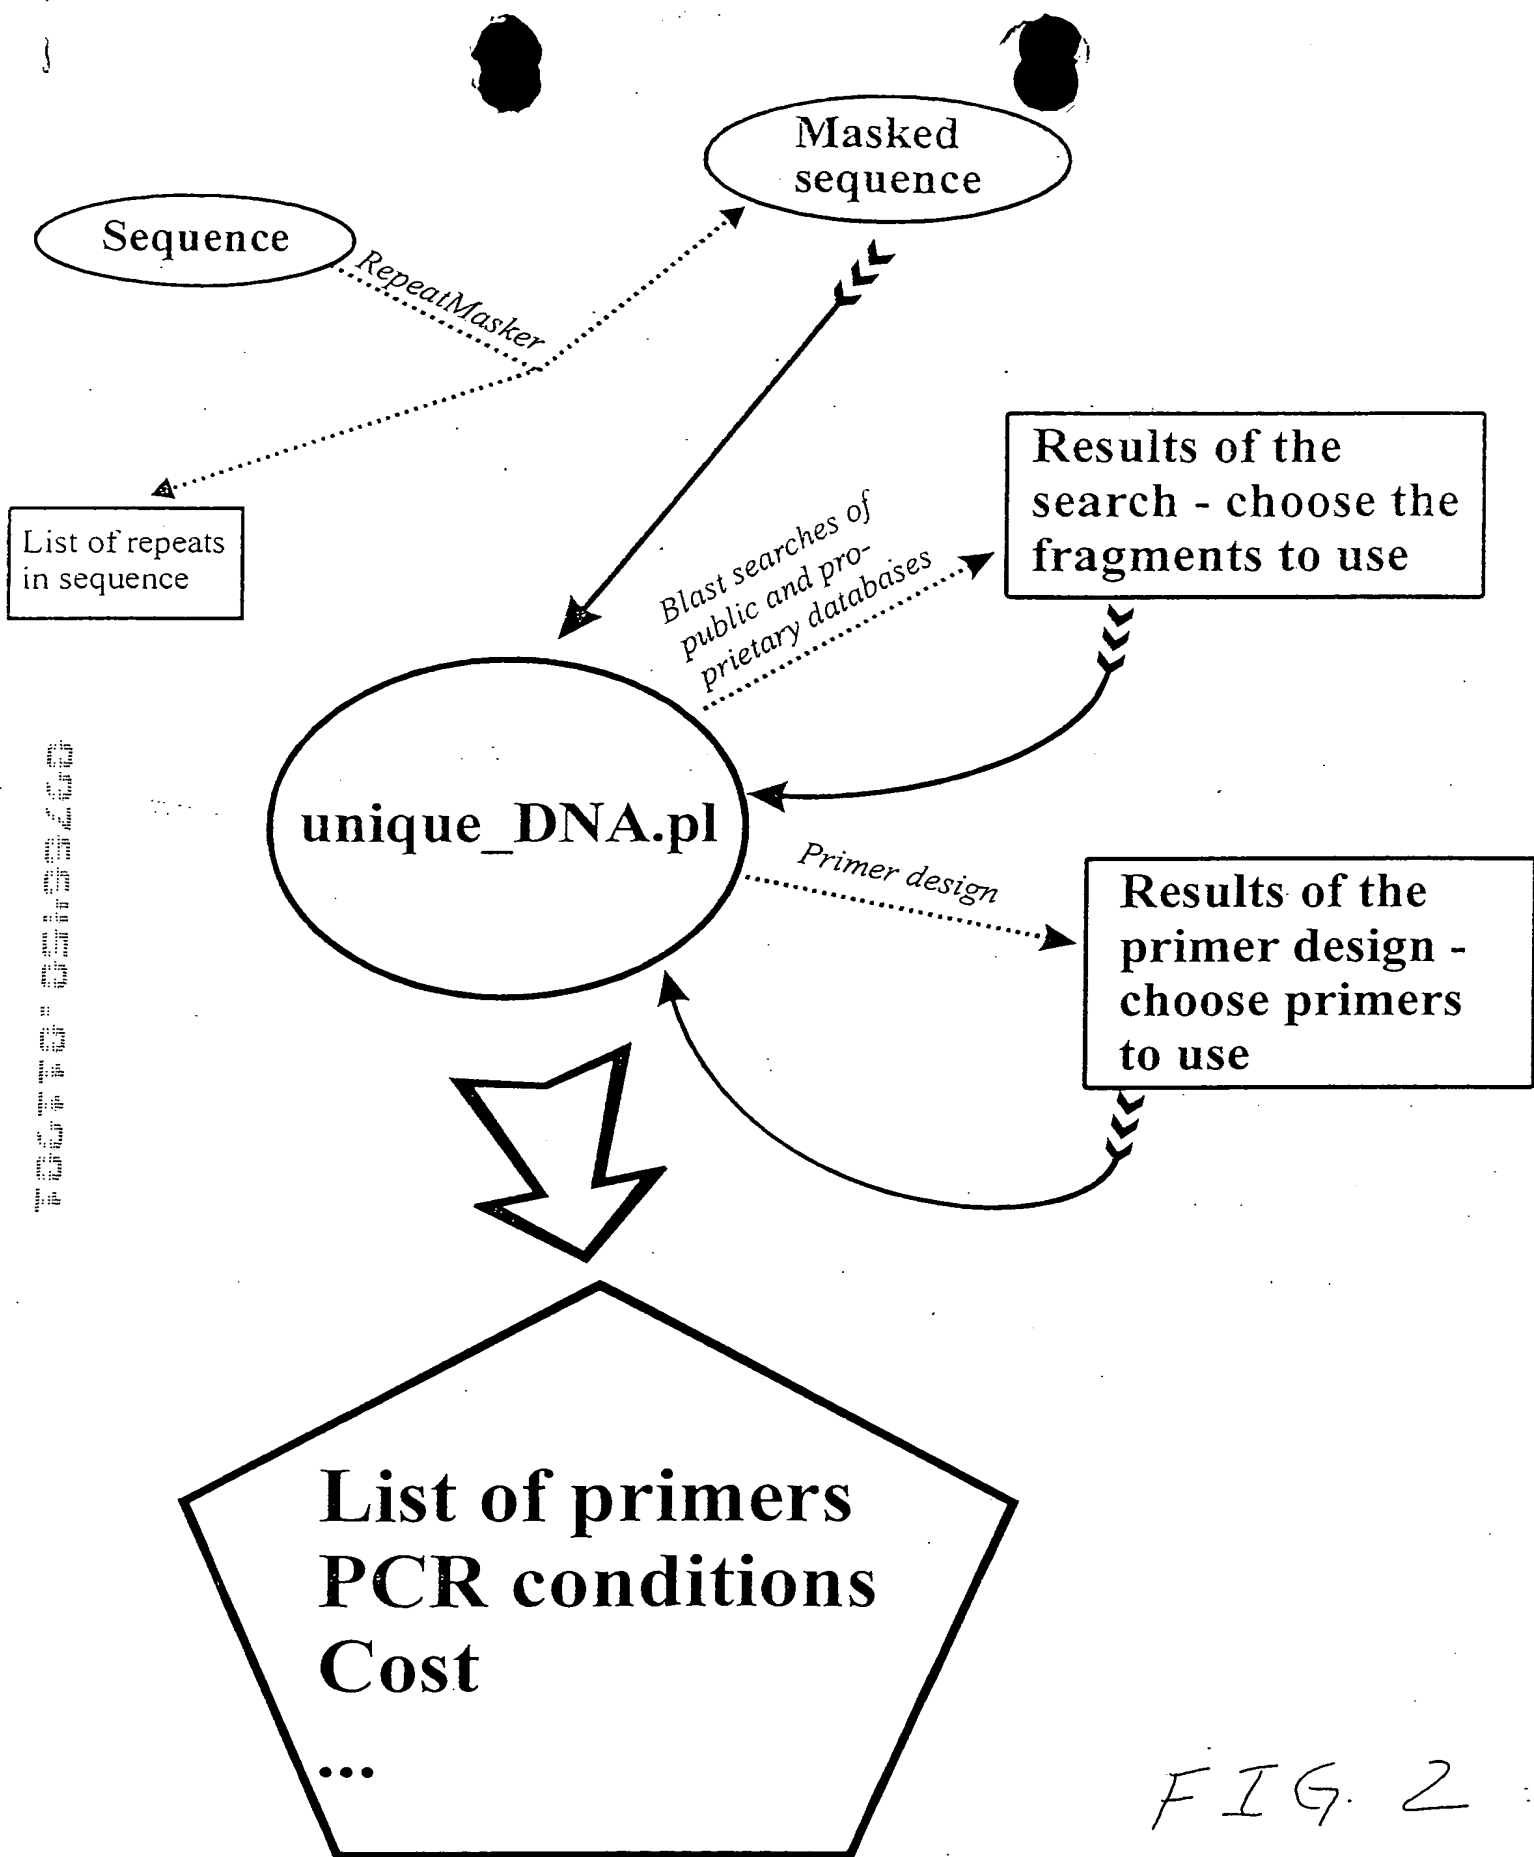 Masked
sequence
Sequence
RepeatMasker
List of repeats
in sequence
Results of the
search - choose the
fragments to use
Blast searches of
public and pro-
prietary databases
unique_DNA.pl
Primer design
Results of the
primer design -
choose primers
to use
List of primers
PCR conditions
Cost
...
FIG. 2